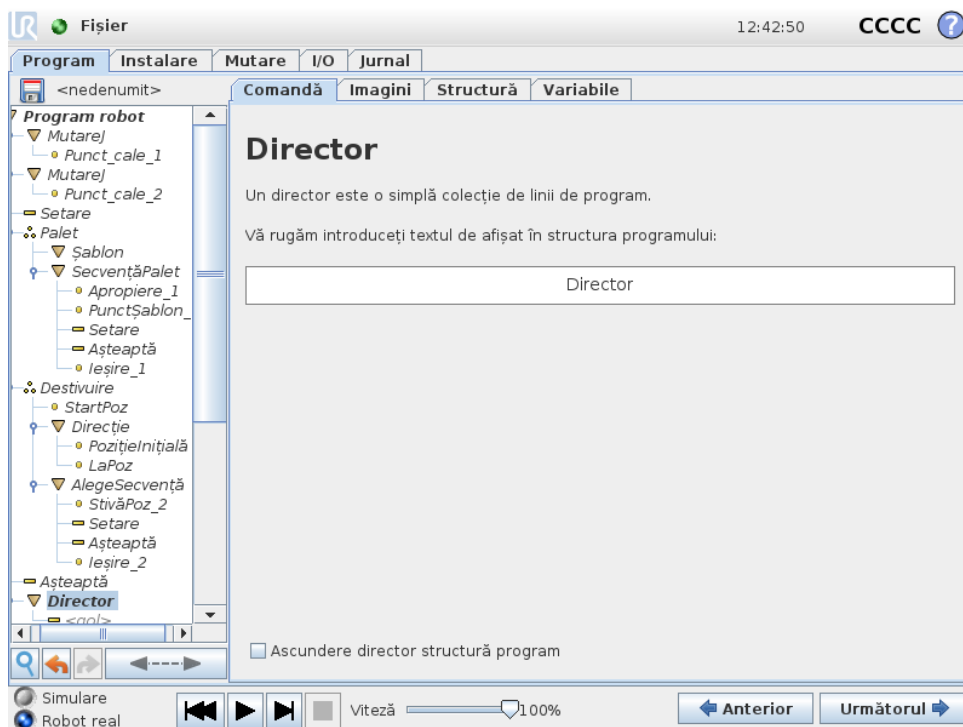 UR Fișier 12:42:50 CCCC ?
Program Instalare Mutare I/O Jurnal
<nedenumit>
Comandă Imagini Structură Variabile
Program robot
MutareJ
Punct_cale_1
MutareJ
Punct_cale_2
Setare
Palet
Șablon
SecvențăPalet
Apropiere_1
PunctȘablon_
Setare
Așteaptă
Ieșire_1
Destivuire
StartPoz
Direcție
PozițieInițială
LaPoz
AlegeSecvență
StivăPoz_2
Setare
Așteaptă
Ieșire_2
Așteaptă
Director
<gol>
Director
Un director este o simplă colecție de linii de program.
Vă rugăm introduceți textul de afișat în structura programului:
Director
Ascundere director structură program
Simulare
Robot real
Viteză 100%
Anterior Următorul